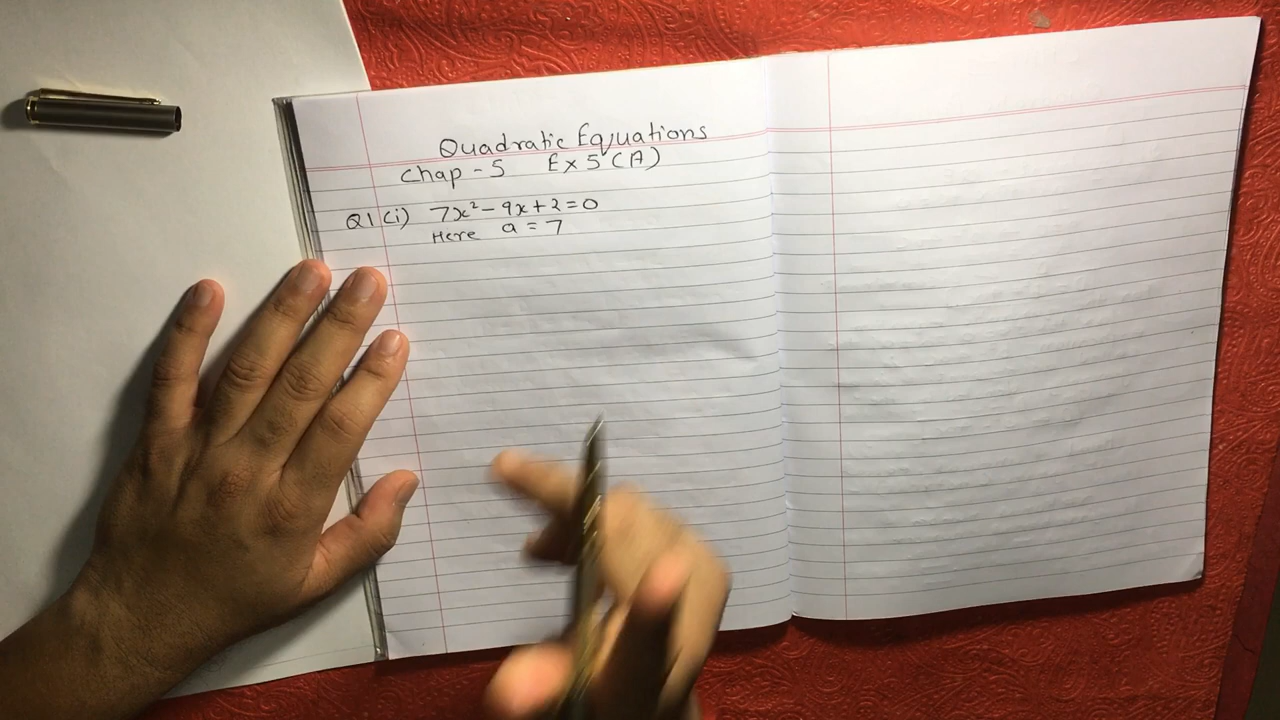 Quadratic Equations
Chap - 5 Ex 5 (A)
Q1 (i) 7x² - 9x + 2 = 0
Here a = 7